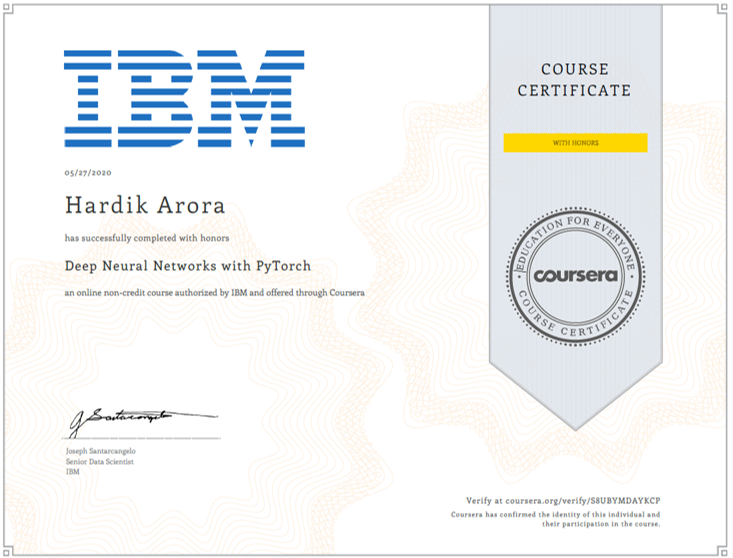 IBM
COURSE
CERTIFICATE
WITH HONORS
05/27/2020
Hardik Arora
has successfully completed with honors
Deep Neural Networks with PyTorch
an online non-credit course authorized by IBM and offered through Coursera
EDUCATION FOR EVERYONE
coursera
COURSE CERTIFICATE
J Santarcangelo
Joseph Santarcangelo
Senior Data Scientist
IBM
Verify at coursera.org/verify/S8UBYMDAYKCP
Coursera has confirmed the identity of this individual and
their participation in the course.